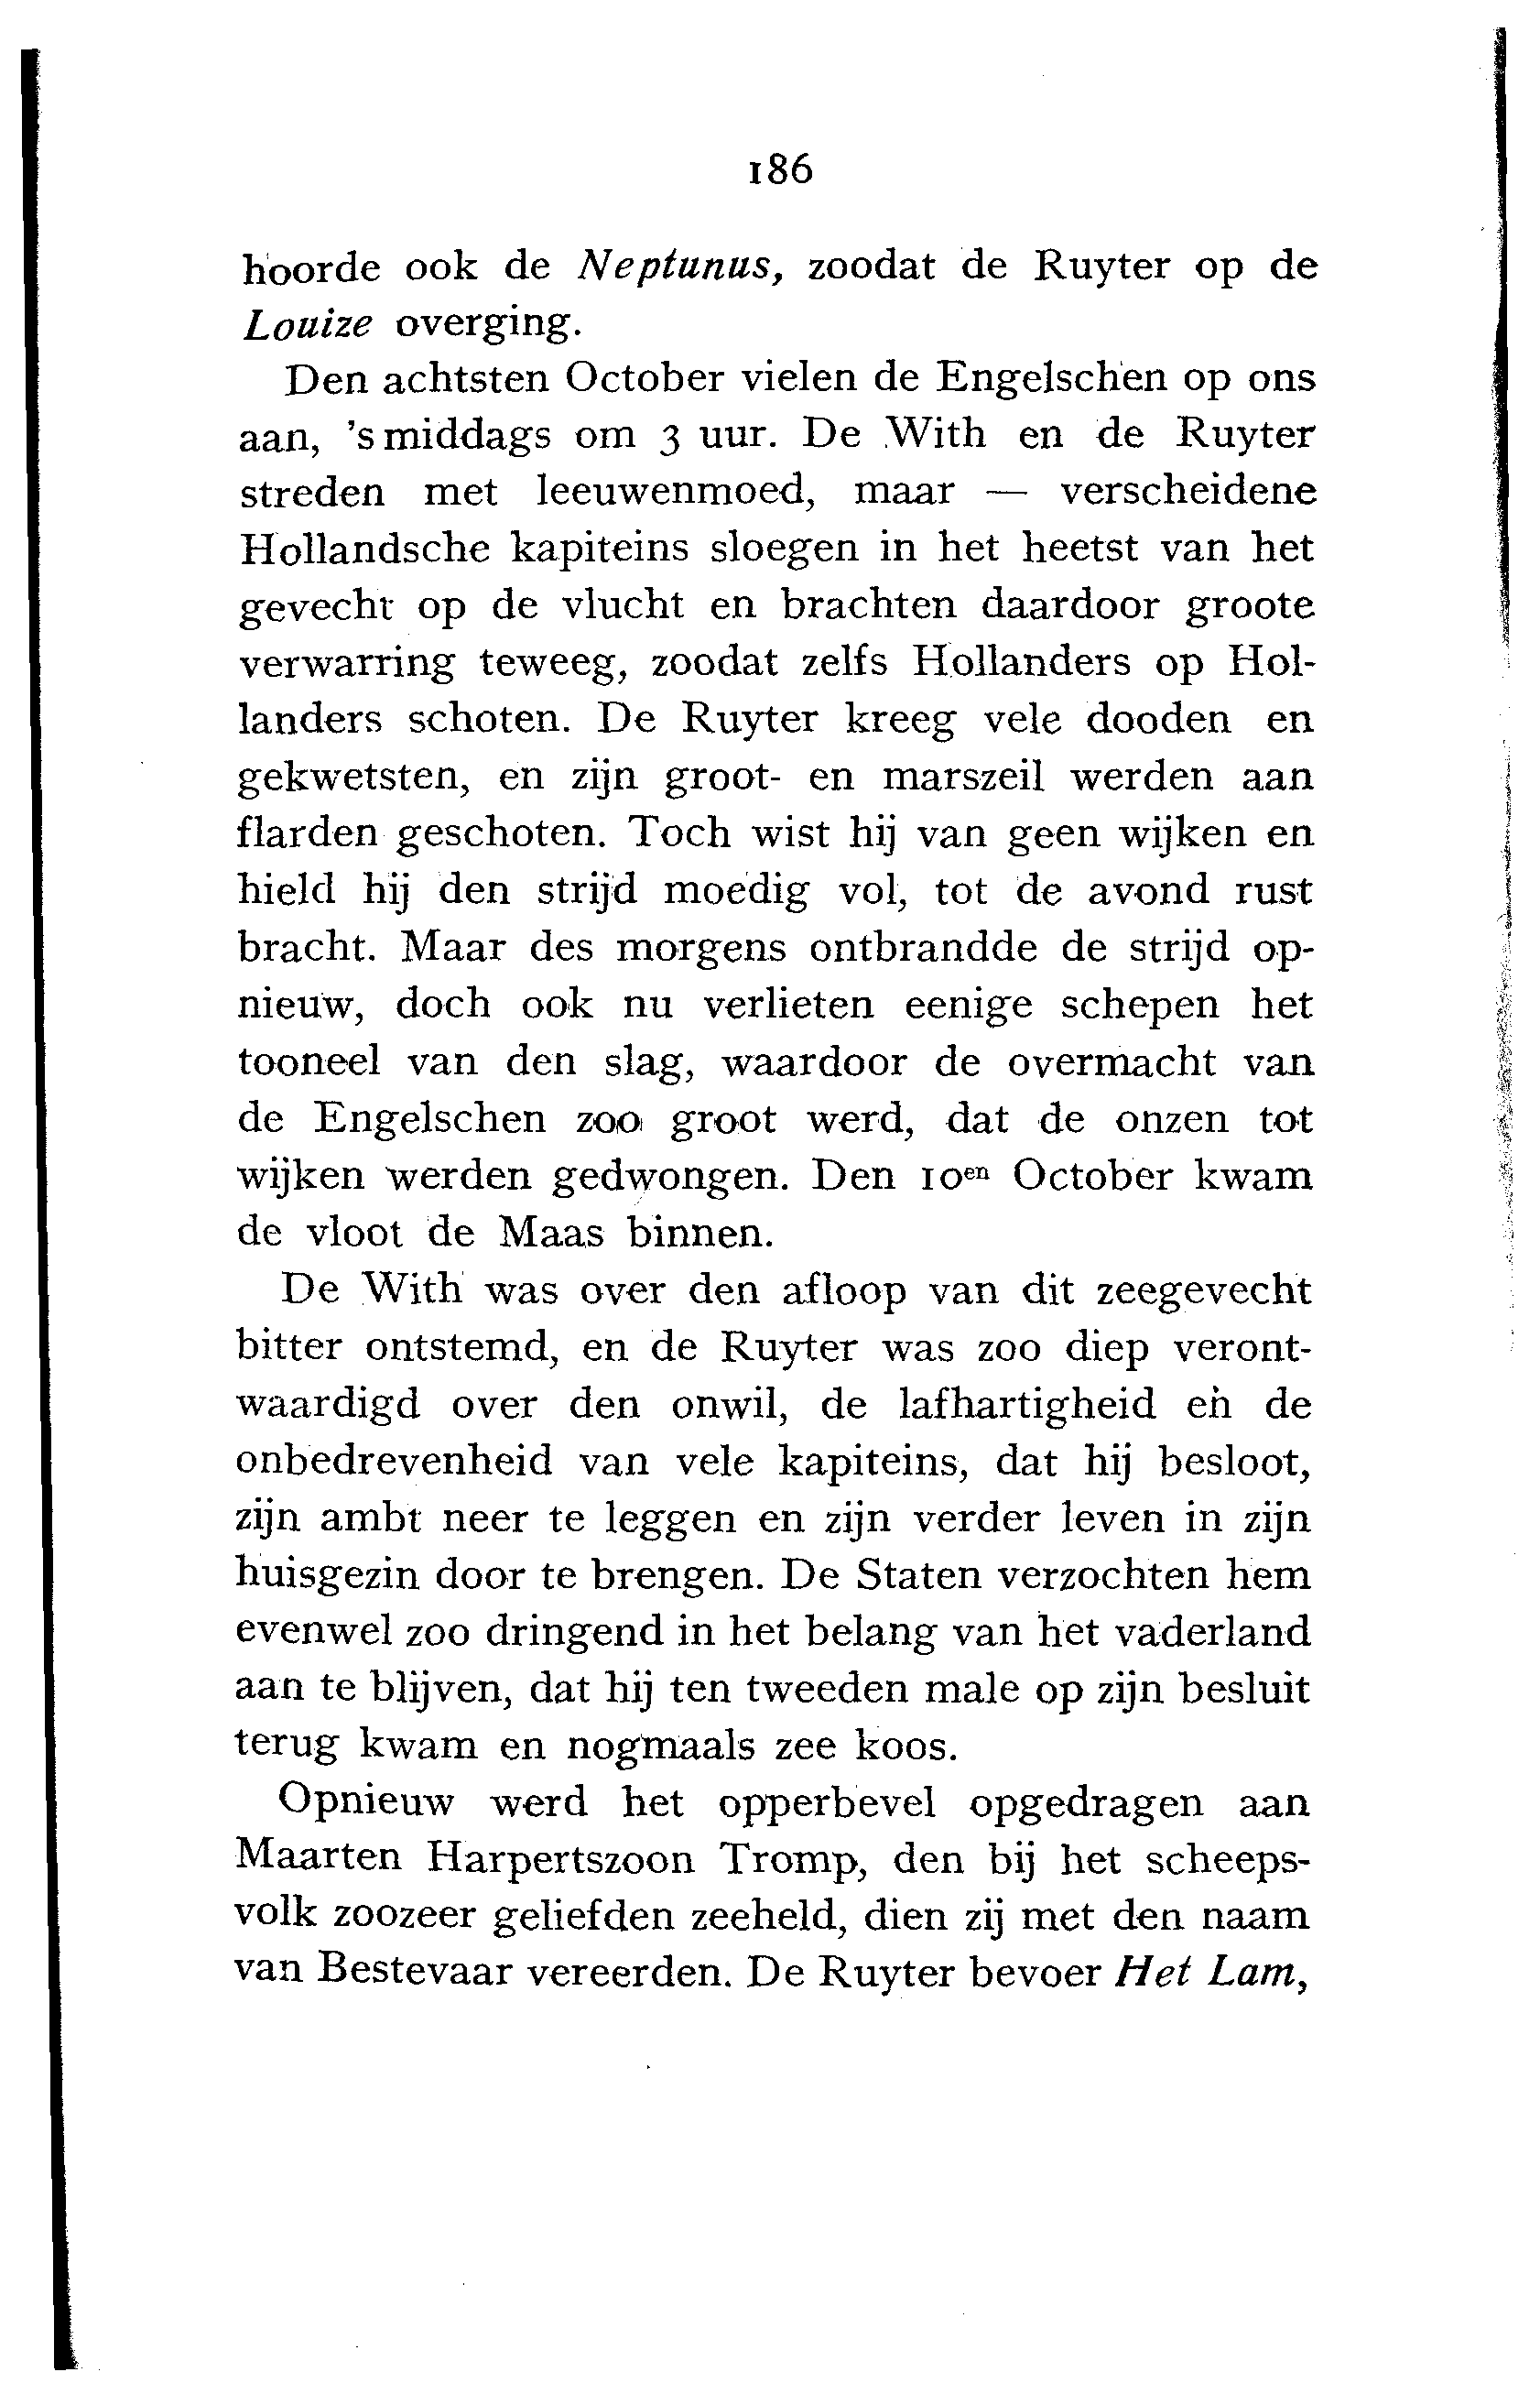 186
hoorde ook de Neptunus, zoodat de Ruyter op de
Louize overging.
Den achtsten October vielen de Engelschen op ons
aan, 's middags om 3 uur. De With en de Ruyter
streden met leeuwenmoed, maar — verscheidene
Hollandsche kapiteins sloegen in het heetst van het
gevecht op de vlucht en brachten daardoor groote
verwarring teweeg, zoodat zelfs Hollanders op Hol-
landers schoten. De Ruyter kreeg vele dooden en
gekwetsten, en zijn groot- en marszeil werden aan
flarden geschoten. Toch wist hij van geen wijken en
hield hij den strijd moedig vol, tot de avond rust
bracht. Maar des morgens ontbrandde de strijd op-
nieuw, doch ook nu verlieten eenige schepen het
tooneel van den slag, waardoor de overmacht van
de Engelschen zoo groot werd, dat de onzen tot
wijken werden gedwongen. Den 10en October kwam
de vloot de Maas binnen.
De With was over den afloop van dit zeegevecht
bitter ontstemd, en de Ruyter was zoo diep veront-
waardigd over den onwil, de lafhartigheid en de
onbedrevenheid van vele kapiteins, dat hij besloot,
zijn ambt neer te leggen en zijn verder leven in zijn
huisgezin door te brengen. De Staten verzochten hem
evenwel zoo dringend in het belang van het vaderland
aan te blijven, dat hij ten tweeden male op zijn besluit
terug kwam en nogmaals zee koos.
Opnieuw werd het opperbevel opgedragen aan
Maarten Harpertszoon Tromp, den bij het scheeps-
volk zoozeer geliefden zeeheld, dien zij met den naam
van Bestevaar vereerden. De Ruyter bevoer Het Lam,